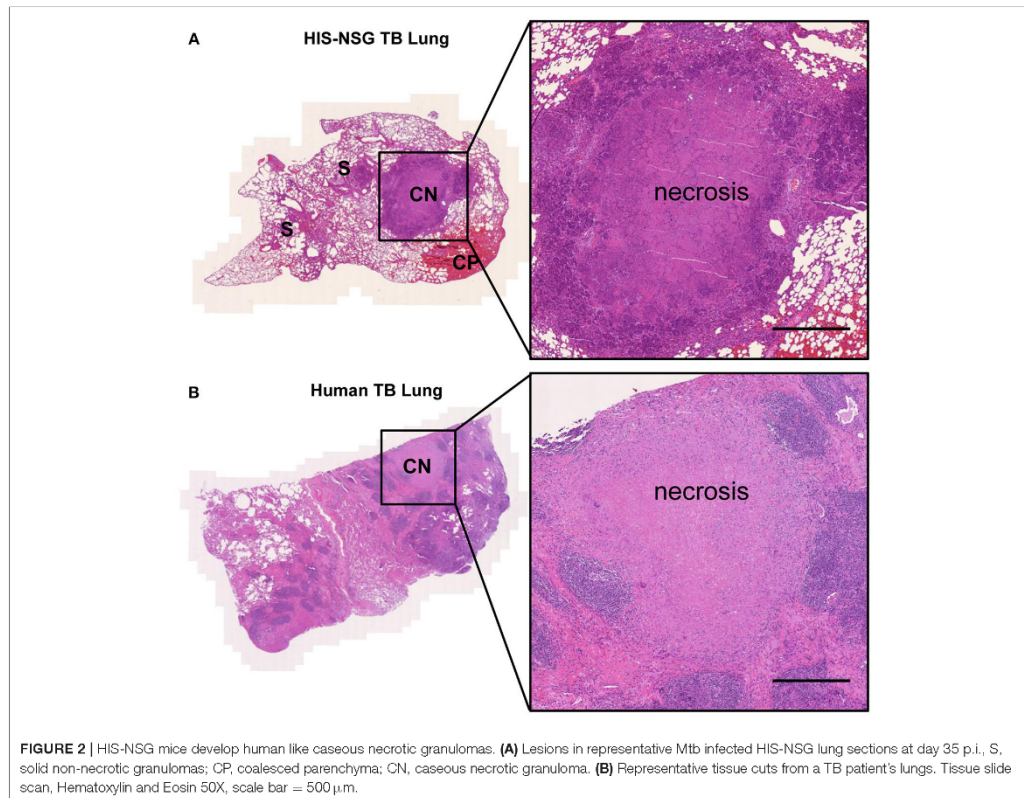 A
HIS-NSG TB Lung
S
S
CN
CP
necrosis
B
Human TB Lung
CN
necrosis
FIGURE 2 | HIS-NSG mice develop human like caseous necrotic granulomas. (A) Lesions in representative Mtb infected HIS-NSG lung sections at day 35 p.i., S,
solid non-necrotic granulomas; CP, coalesced parenchyma; CN, caseous necrotic granuloma. (B) Representative tissue cuts from a TB patient's lungs. Tissue slide
scan, Hematoxylin and Eosin 50X, scale bar = 500 μm.